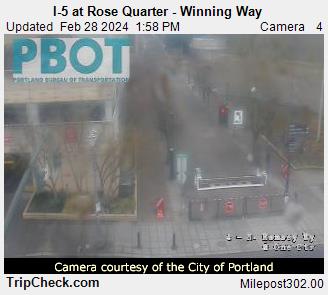 I-5 at Rose Quarter - Winning Way
Updated Feb 28 2024 1:58 PM Camera 4
PBOT
PORTLAND BUREAU OF TRANSPORTATION
Camera courtesy of the City of Portland
TripCheck.com Milepost302.00